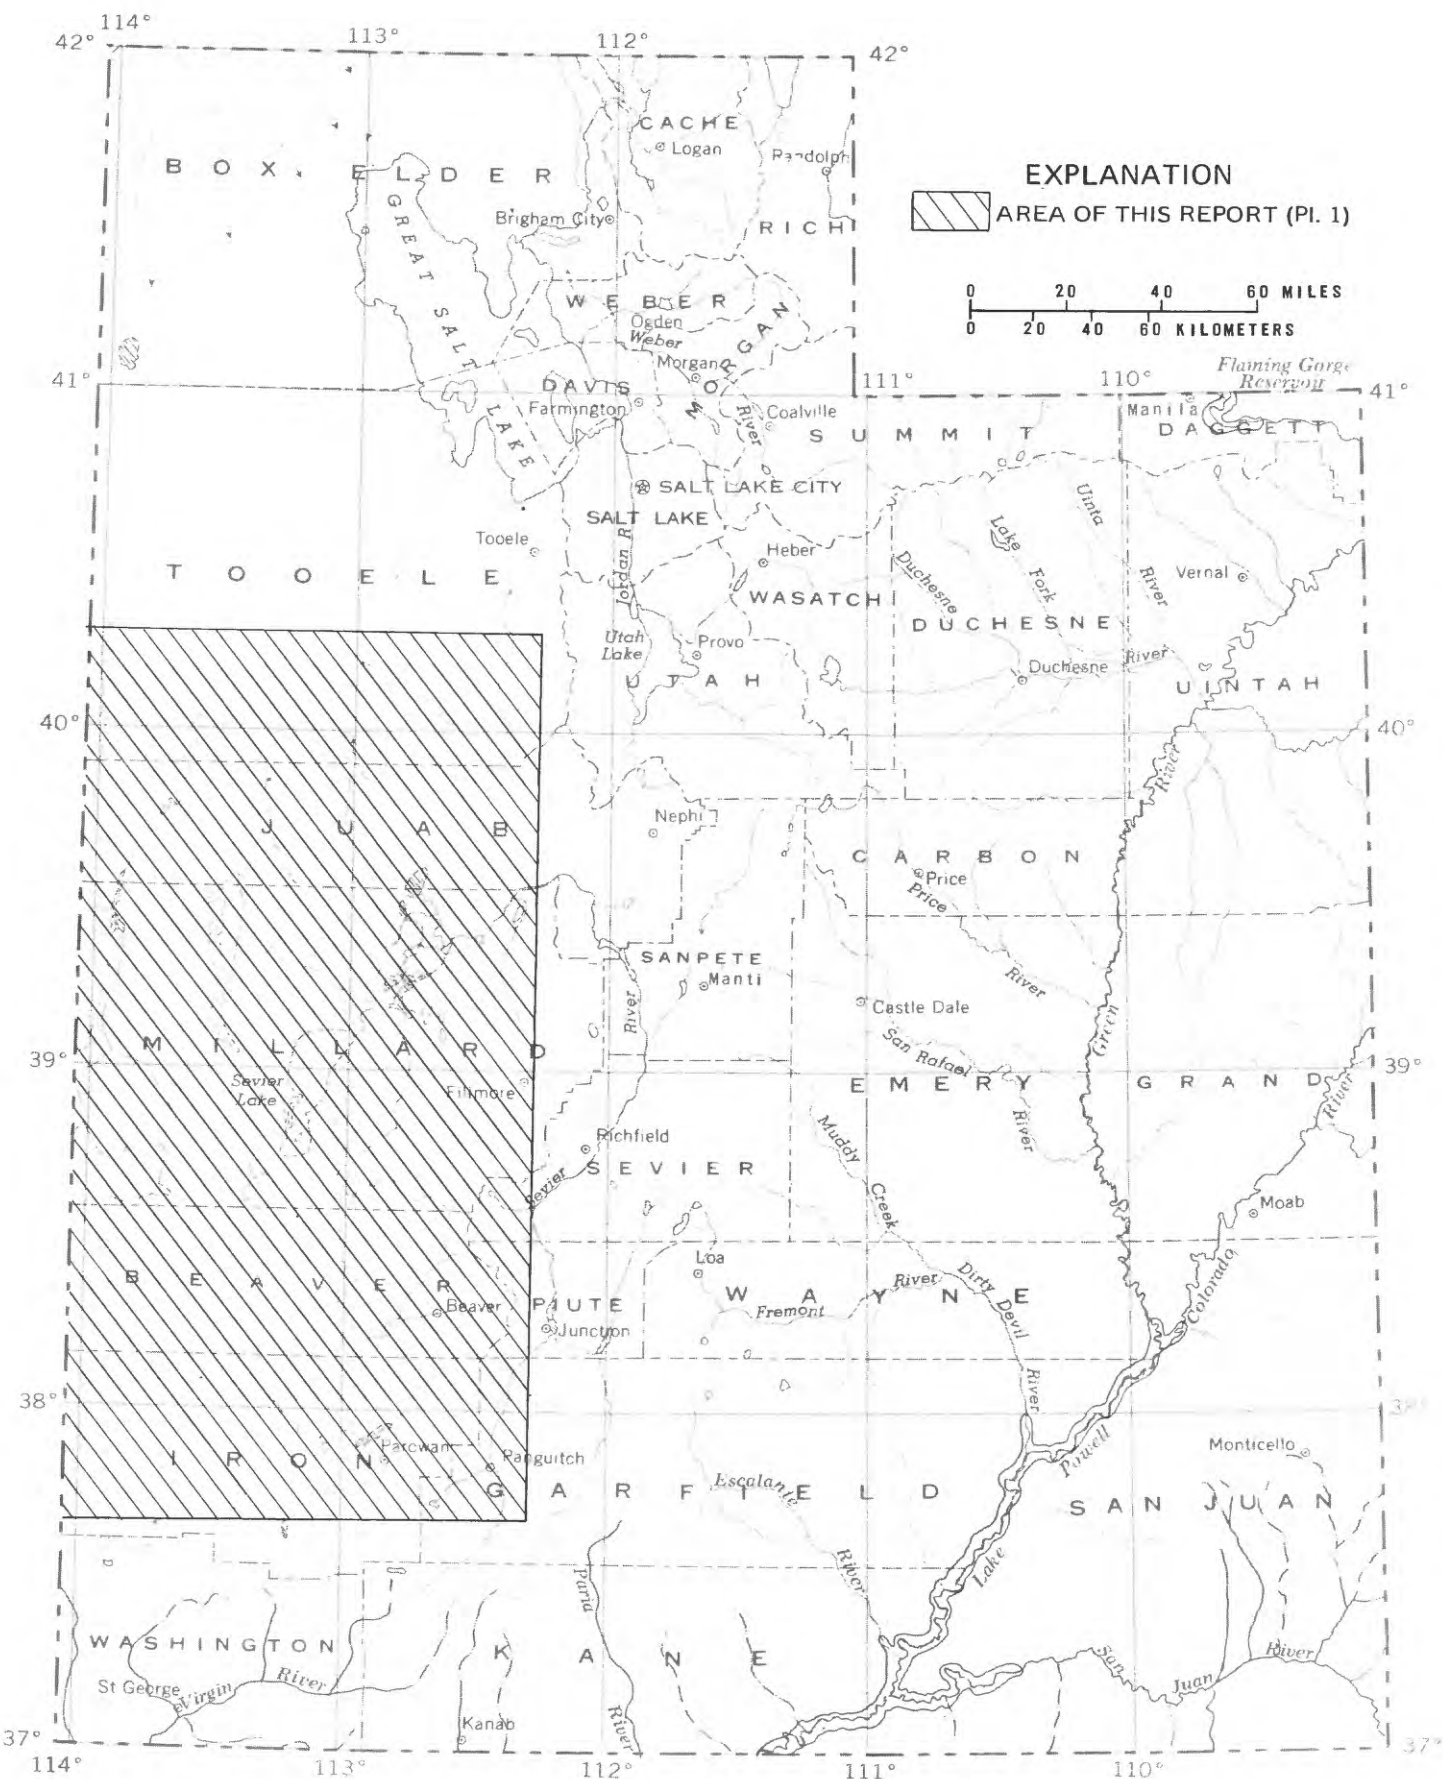 114°
42°
113°
112°
42°
CACHE
Logan
Randolph
BOX ELDER
Brigham City
RICH
EXPLANATION
AREA OF THIS REPORT (Pl. 1)
GREAT SALT LAKE
WEBER
Ogden
Weber
River
MORGAN
Morgan
0 20 40 60 MILES
0 20 40 60 KILOMETERS
Flaming Gorge
Reservoir
41°
111°
110°
41°
DAVIS
Farmington
Coalville
Manila
DAGGETT
SUMMIT
SALT LAKE CITY
SALT LAKE
Tooele
Jordan R
Heber
Uinta
River
Lake
Fork
Duchesne
River
Vernal
TOOELE
WASATCH
DUCHESNE
Utah
Lake
Provo
Duchesne
UTAH
UINTAH
40°
40°
JUAB
Nephi
CARBON
Price
Price
River
Green
River
SANPETE
Manti
Castle Dale
San Rafael
River
39°
MILLARD
Sevier
Lake
Fillmore
EMERY
GRAND
39°
River
Richfield
SEVIER
Sevier
Muddy
Creek
Moab
Loa
BEAVER
Beaver
PIUTE
Junction
WAYNE
Fremont
River
Dirty Devil
River
Colorado
River
38°
38°
IRON
Parowan
Panguitch
GARFIELD
Escalante
River
Lake
Powell
Monticello
SAN JUAN
WASHINGTON
St George
Virgin
River
KANE
Kanab
Paria
River
San
Juan
River
37°
37°
114°
113°
112°
111°
110°